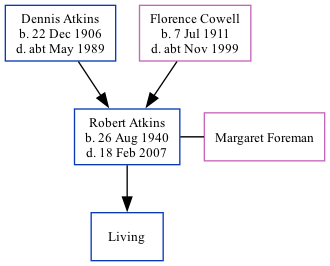 Dennis Atkins
b. 22 Dec 1906
d. abt May 1989
Florence Cowell
b. 7 Jul 1911
d. abt Nov 1999
Robert Atkins
b. 26 Aug 1940
d. 18 Feb 2007
Margaret Foreman
Living